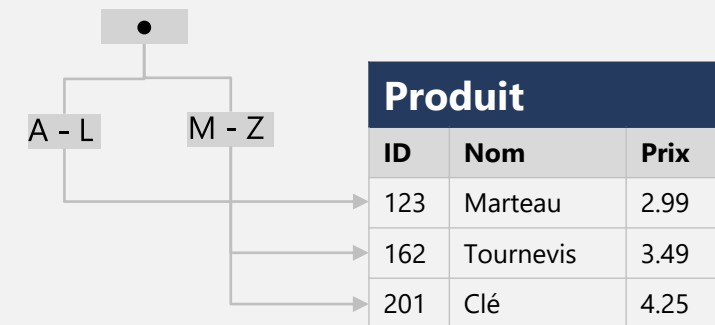 A - L
M - Z
Produit
ID Nom Prix
123 Marteau 2.99
162 Tournevis 3.49
201 Clé 4.25